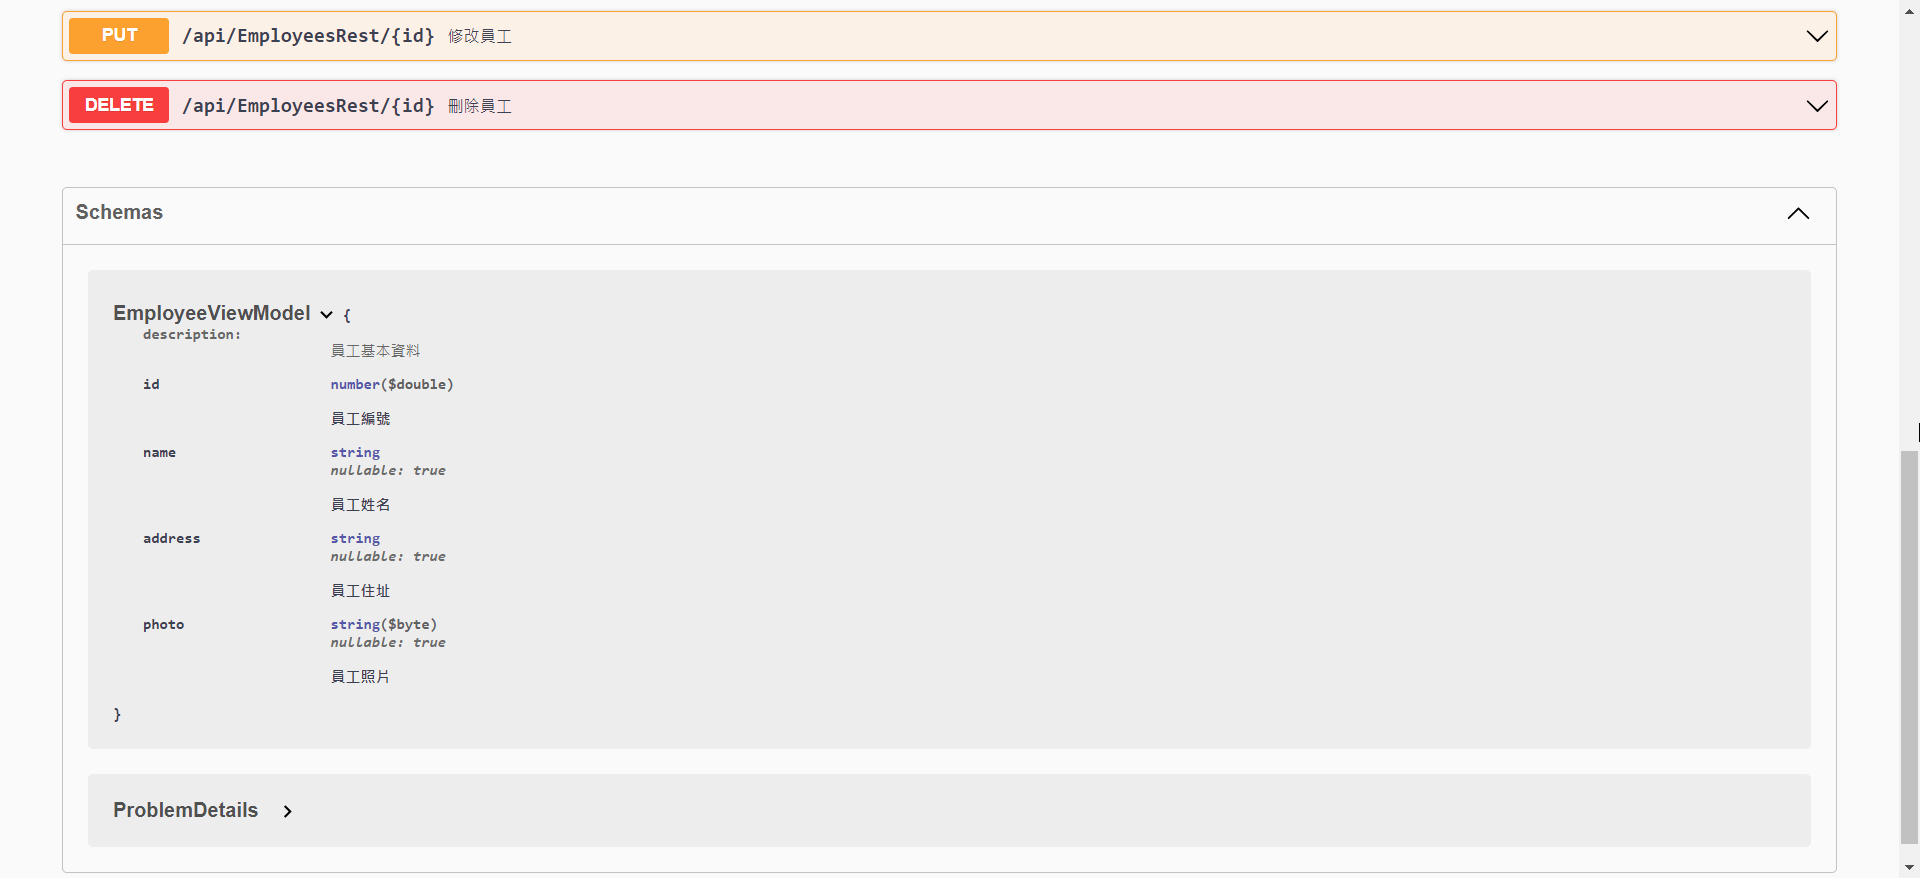 PUT /api/EmployeesRest/{id} 修改員工
DELETE /api/EmployeesRest/{id} 刪除員工
Schemas
EmployeeViewModel {
description:
員工基本資料
id number($double)
員工編號
name string
nullable: true
員工姓名
address string
nullable: true
員工住址
photo string($byte)
nullable: true
員工照片
}
ProblemDetails